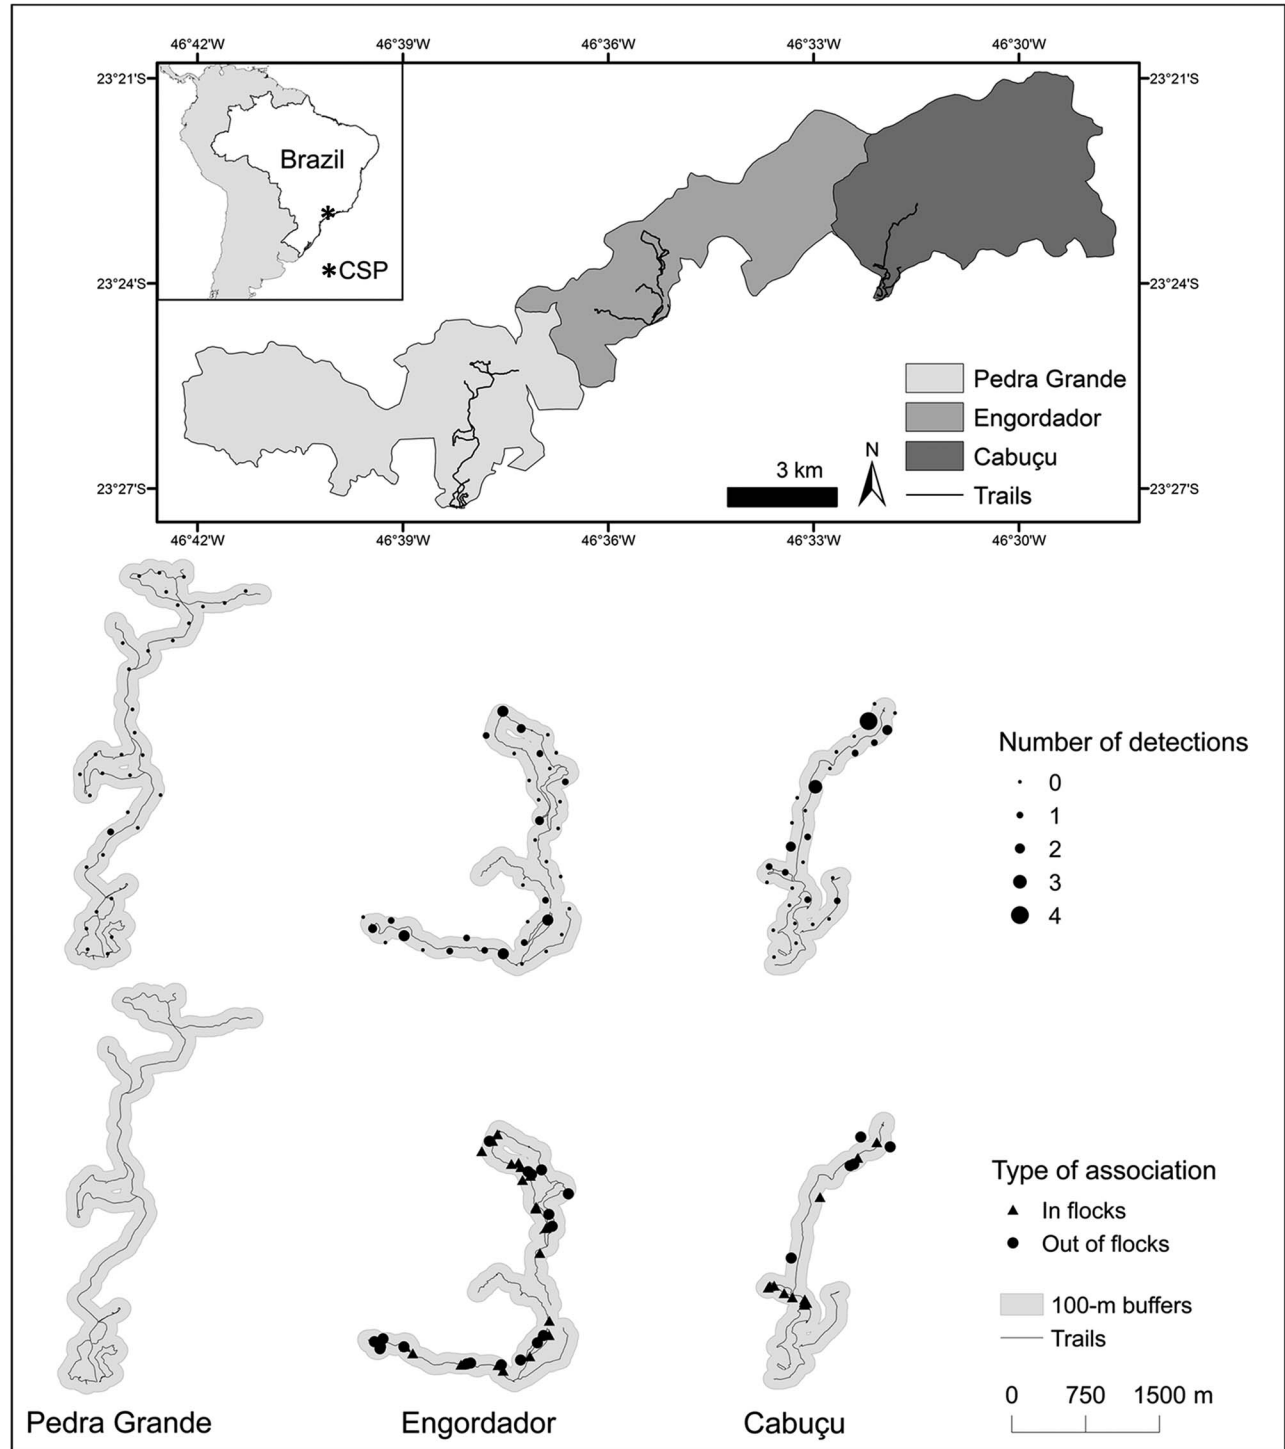 46°42'W 46°39'W 46°36'W 46°33'W 46°30'W
23°21'S 23°21'S
Brazil
*CSP
23°24'S 23°24'S
Pedra Grande
Engordador
Cabuçu
Trails
3 km
N
23°27'S 23°27'S
46°42'W 46°39'W 46°36'W 46°33'W 46°30'W
Number of detections
0
1
2
3
4
Type of association
In flocks
Out of flocks
100-m buffers
Trails
0 750 1500 m
Pedra Grande Engordador Cabuçu